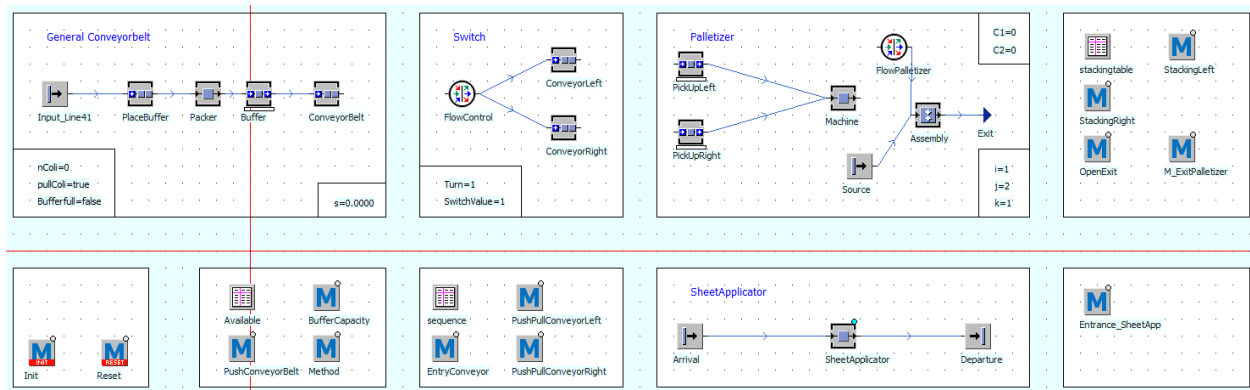 General Conveyorbelt
Input_Line41
PlaceBuffer
Packer
Buffer
ConveyorBelt
nColi=0
pullColi=true
Bufferfull=false
s=0.0000
Switch
FlowControl
ConveyorLeft
ConveyorRight
Turn=1
SwitchValue=1
Palletizer
PickUpLeft
PickUpRight
Machine
FlowPalletizer
Source
Assembly
Exit
C1=0
C2=0
i=1
j=2
k=1
stackingtable
StackingLeft
StackingRight
OpenExit
M_ExitPalletizer
M
INIT
Init
M
RESET
Reset
Available
BufferCapacity
PushConveyorBelt
Method
sequence
PushPullConveyorLeft
EntryConveyor
PushPullConveyorRight
SheetApplicator
Arrival
SheetApplicator
Departure
M
Entrance_SheetApp